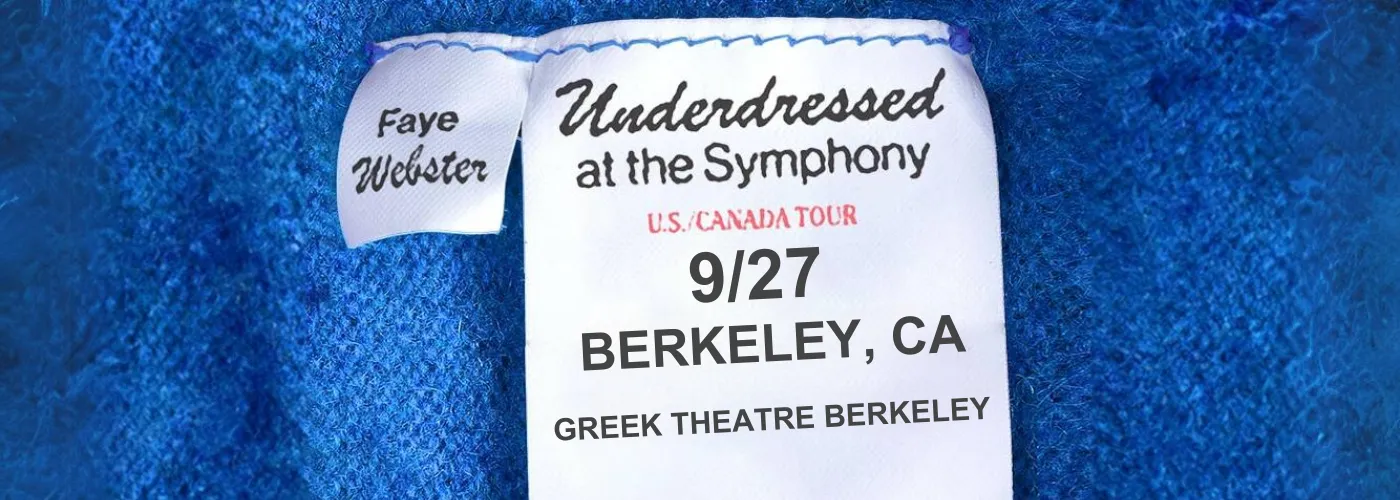 Faye
Webster
Underdressed
at the Symphony
U.S./CANADA TOUR
9/27
BERKELEY, CA
GREEK THEATRE BERKELEY